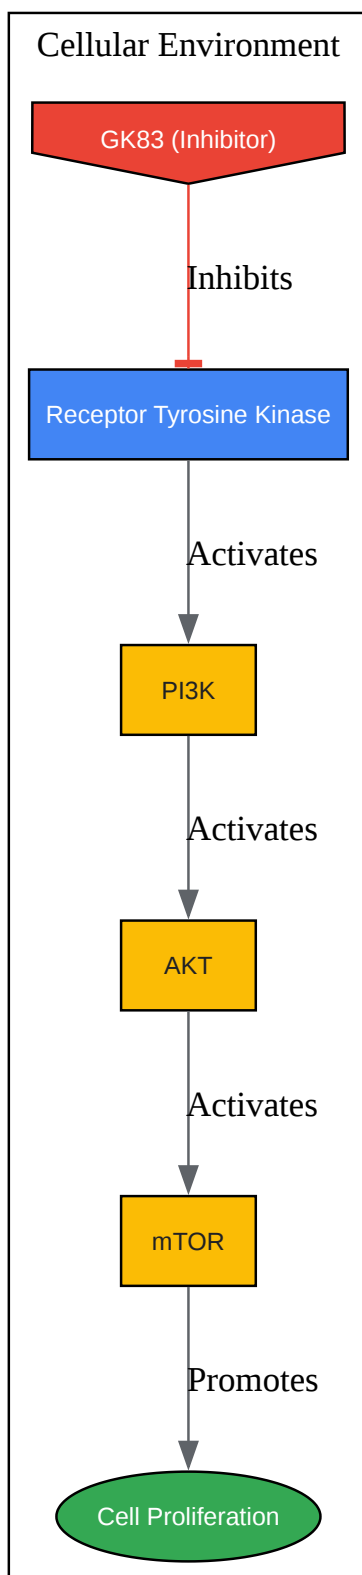 Cellular Environment
GK83 (Inhibitor)
Inhibits
Receptor Tyrosine Kinase
Activates
PI3K
Activates
AKT
Activates
mTOR
Promotes
Cell Proliferation